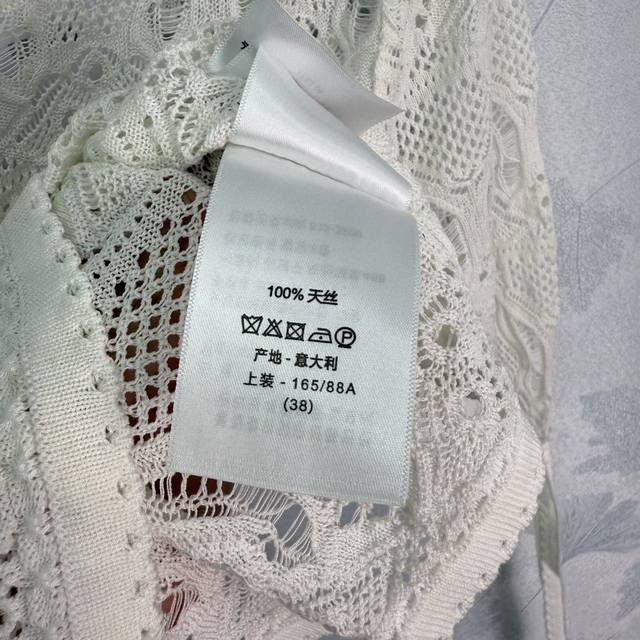 100% 天丝
产地 - 意大利
上装 - 165/88A
(38)